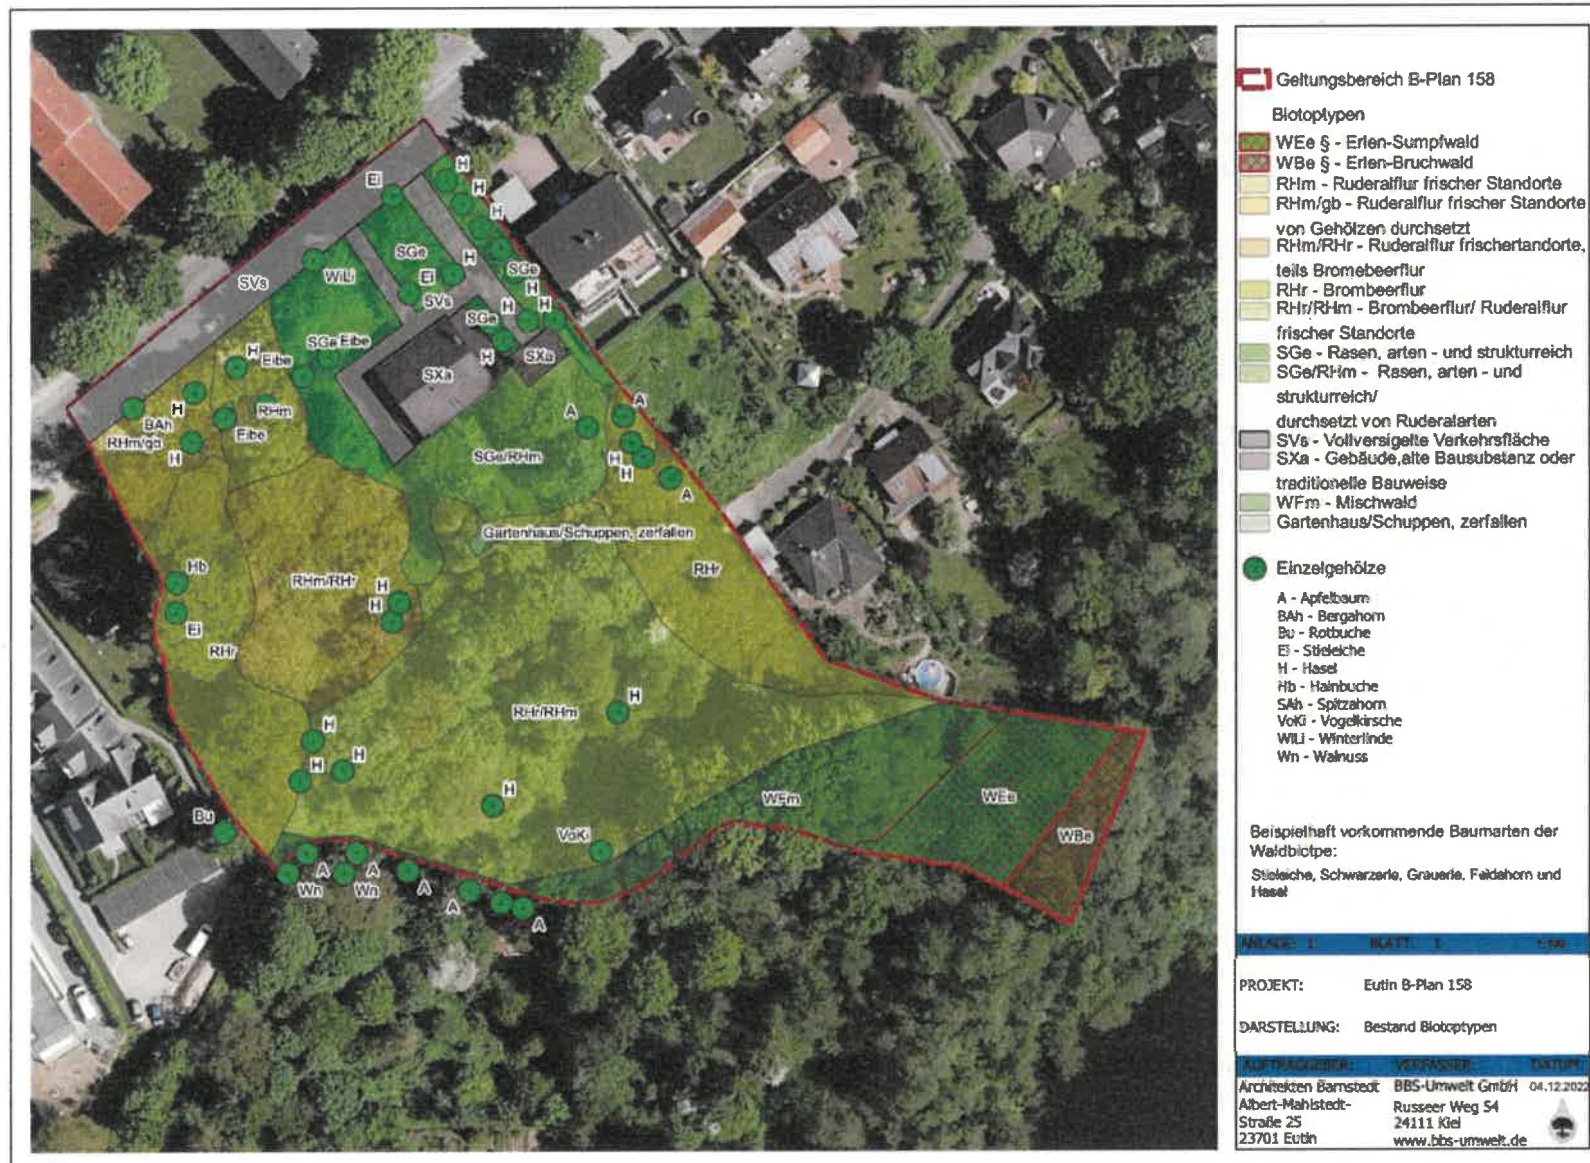 Ei
H
H
H
SGe
H
SGe
WiLi
Ei
SVs
SVs
H
H
SGe
SGe Eibe
H
Eibe
H
SXa
SXa
H
RHm
BAh
Eibe
RHm/gb
H
A
A
H
H
SGe/RHm
A
Gartenhaus/Schuppen, zerfallen
Hb
RHm/RHr
H
H
RHr
Ei
RHr
H
RHr/RHm
H
H
H
H
WFm
WEe
Bu
VoKi
WBe
A
A
A
Wn
Wn
A
A
Geltungsbereich B-Plan 158
Biotoptypen
WEe § - Erlen-Sumpfwald
WBe § - Erlen-Bruchwald
RHm - Ruderalflur frischer Standorte
RHm/gb - Ruderalflur frischer Standorte
von Gehölzen durchsetzt
RHm/RHr - Ruderalflur frischertandorte,
teils Bromebeerflur
RHr - Brombeerflur
RHr/RHm - Brombeerflur/ Ruderalflur
frischer Standorte
SGe - Rasen, arten - und strukturreich
SGe/RHm - Rasen, arten - und
strukturreich/
durchsetzt von Ruderalarten
SVs - Vollversigelte Verkehrsfläche
SXa - Gebäude,alte Bausubstanz oder
traditionelle Bauweise
WFm - Mischwald
Gartenhaus/Schuppen, zerfallen
Einzelgehölze
A - Apfelbaum
BAh - Bergahorn
Bu - Rotbuche
Ei - Stieleiche
H - Hasel
Hb - Hainbuche
SAh - Spitzahorn
VoKi - Vogelkirsche
WiLi - Winterlinde
Wn - Walnuss
Beispielhaft vorkommende Baumarten der
Waldbiotpe:
Stieleiche, Schwarzerle, Grauerle, Feldahorn und
Hasel
ANLAGE: 1 BLATT: 1
PROJEKT: Eutin B-Plan 158
DARSTELLUNG: Bestand Biotoptypen
AUFTRAGGEBER: VERFASSER: DATUM:
Architekten Barnstedt BBS-Umwelt GmbH 04.12.2022
Albert-Mahlstedt- Russeer Weg 54
Straße 25 24111 Kiel
23701 Eutin www.bbs-umwelt.de